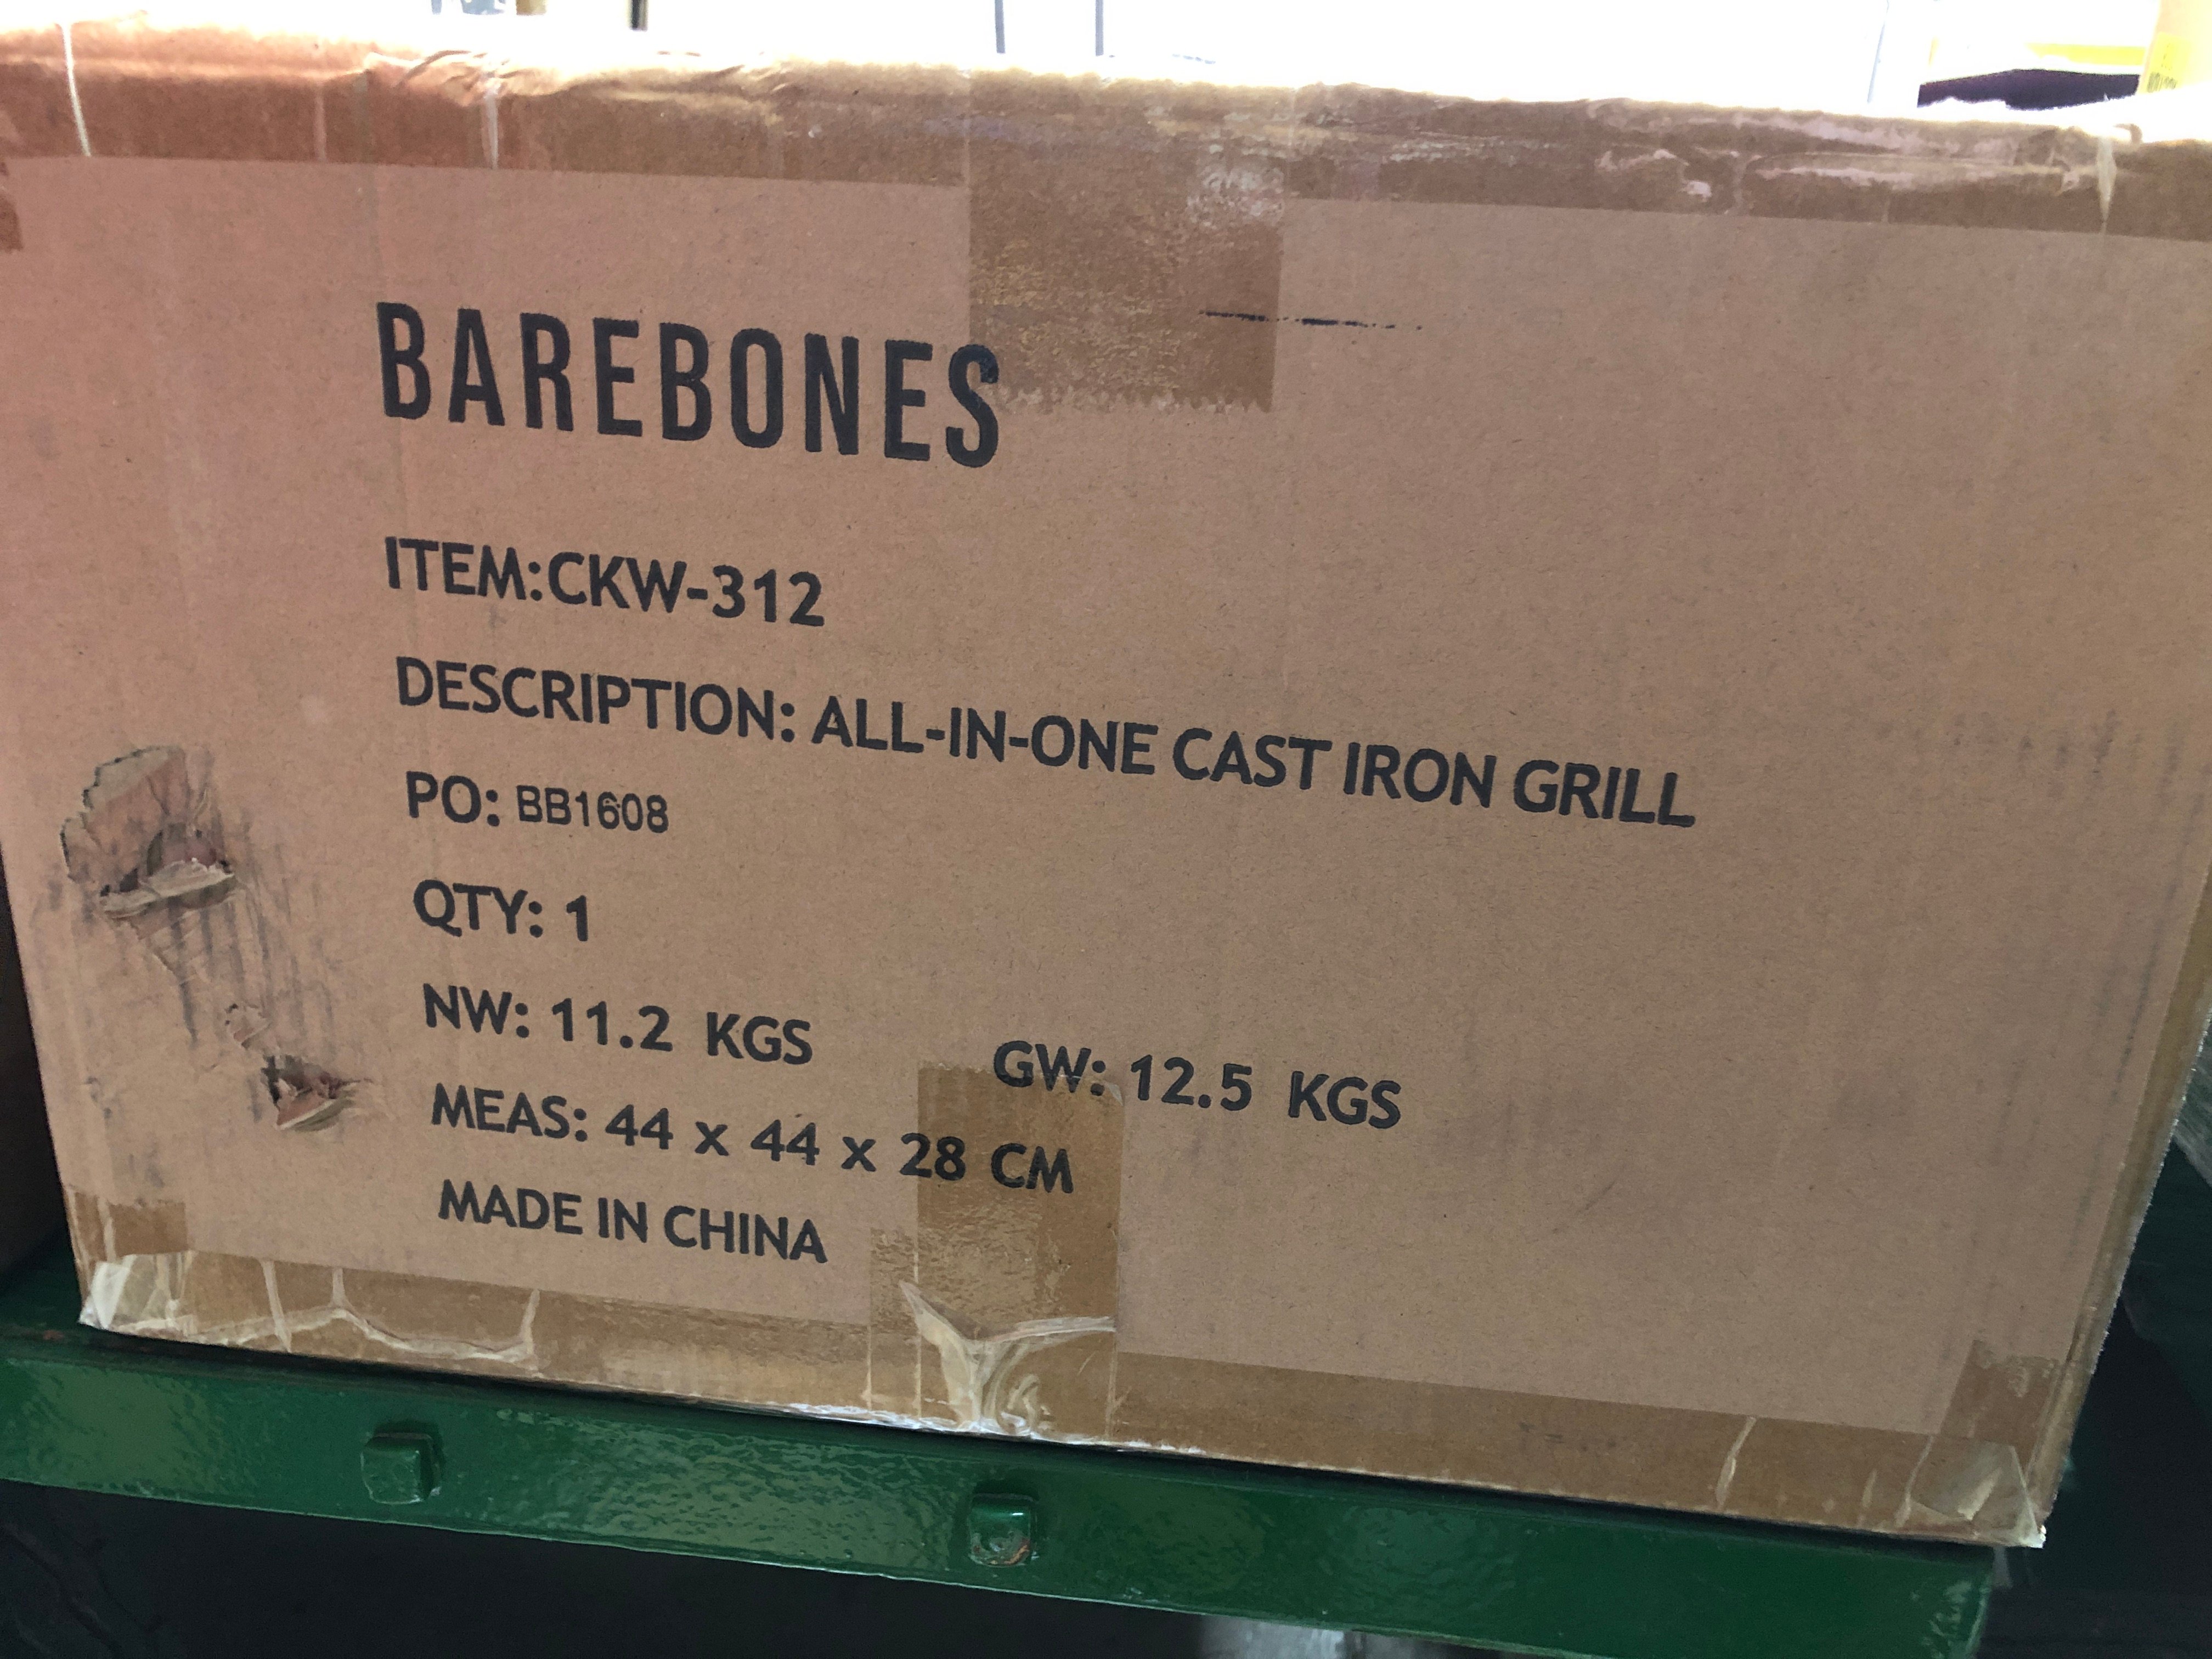 BAREBONES
ITEM:CKW-312
DESCRIPTION: ALL-IN-ONE CAST IRON GRILL
PO: BB1608
QTY: 1
NW: 11.2 KGS GW: 12.5 KGS
MEAS: 44 x 44 x 28 CM
MADE IN CHINA